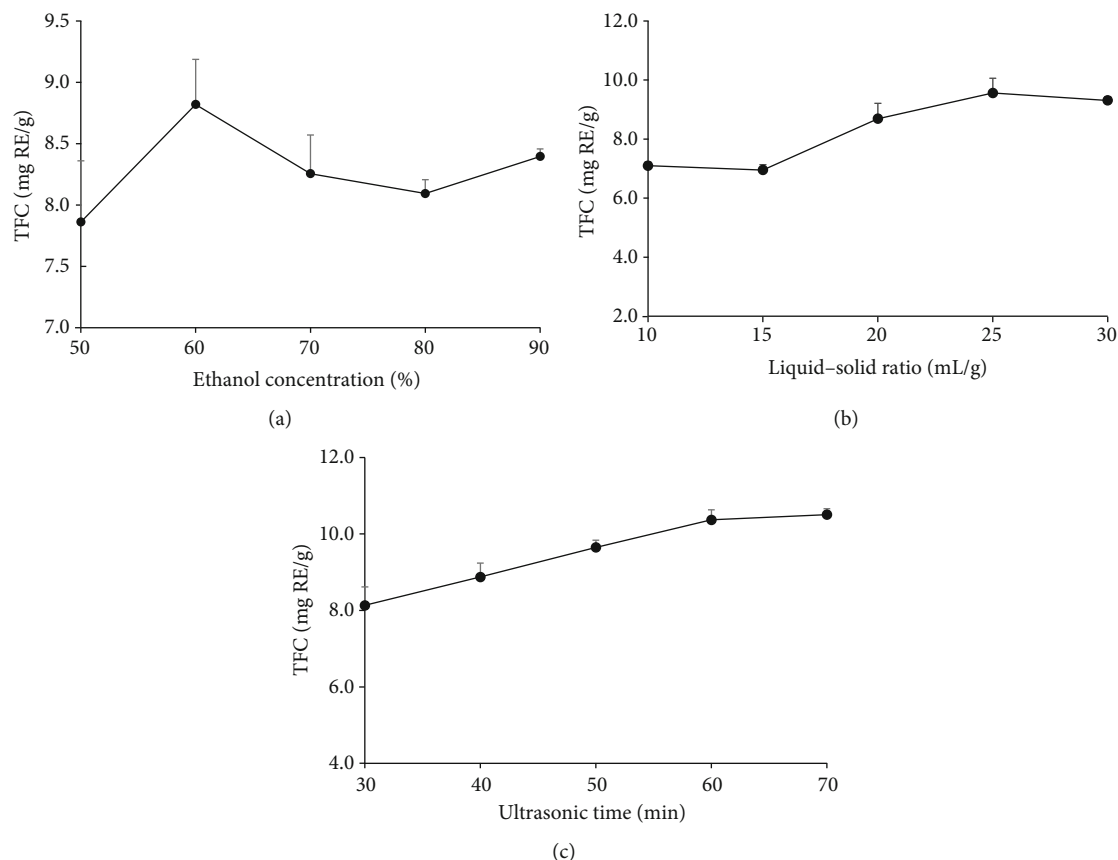 9.5
9.0
8.5
8.0
7.5
7.0
TFC (mg RE/g)
50 60 70 80 90
Ethanol concentration (%)
(a)
12.0
10.0
8.0
6.0
4.0
2.0
TFC (mg RE/g)
10 15 20 25 30
Liquid–solid ratio (mL/g)
(b)
12.0
10.0
8.0
6.0
4.0
TFC (mg RE/g)
30 40 50 60 70
Ultrasonic time (min)
(c)